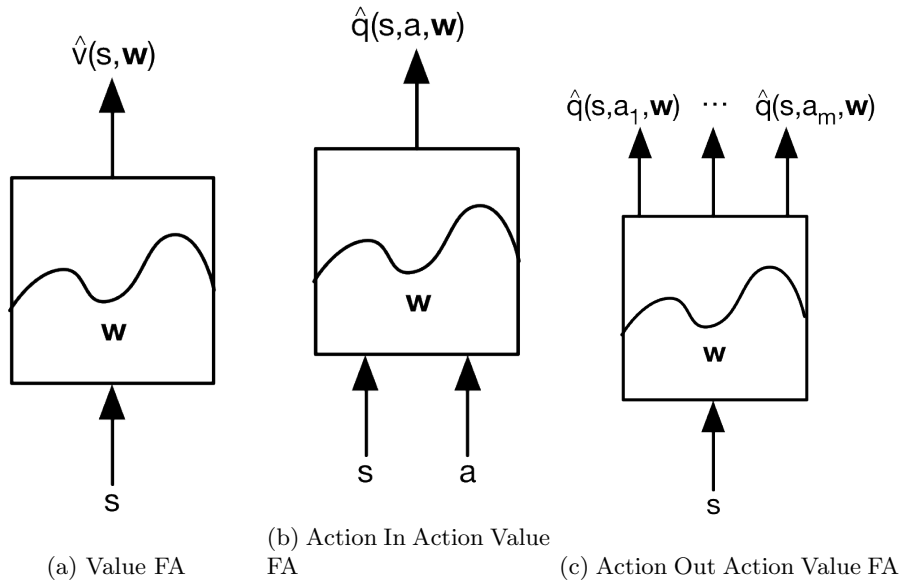 v̂(s,w)
w
s
(a) Value FA
q̂(s,a,w)
w
s a
(b) Action In Action Value
FA
q̂(s,a₁,w) ··· q̂(s,aₘ,w)
w
s
(c) Action Out Action Value FA